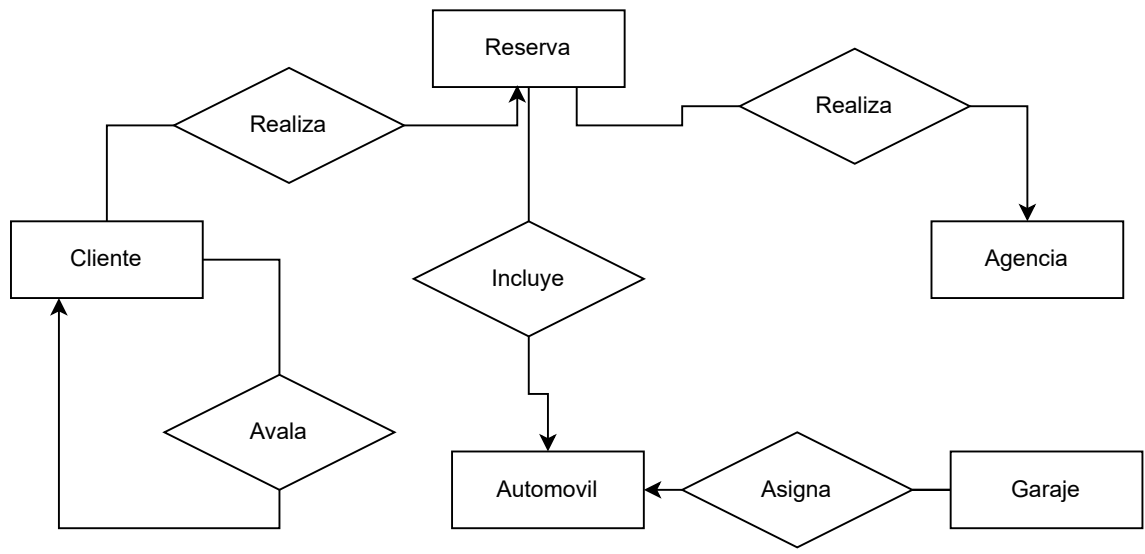 Reserva
Realiza
Realiza
Cliente
Incluye
Agencia
Avala
Automovil
Asigna
Garaje